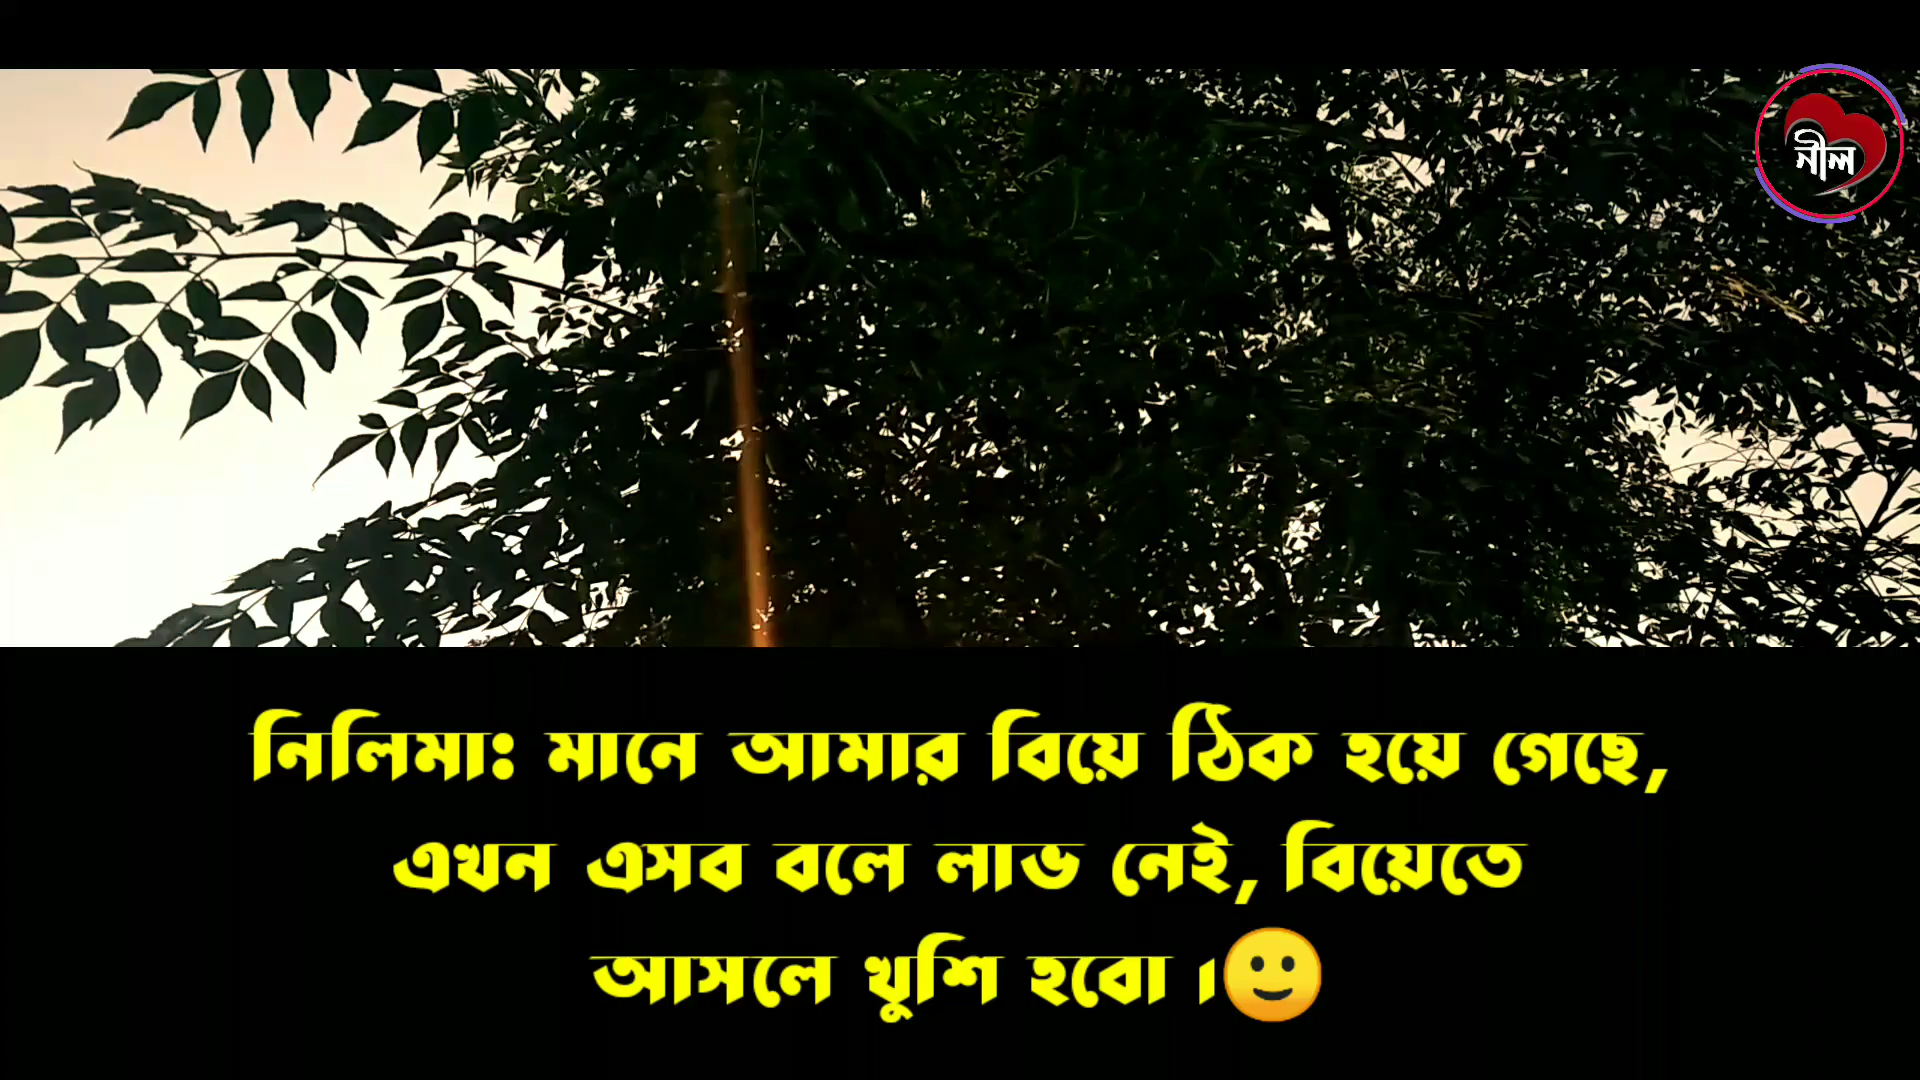 নীল
নিলিমাঃ মানে আমার বিয়ে ঠিক হয়ে গেছে,
এখন এসব বলে লাভ নেই, বিয়েতে
আসলে খুশি হবো ।🙂